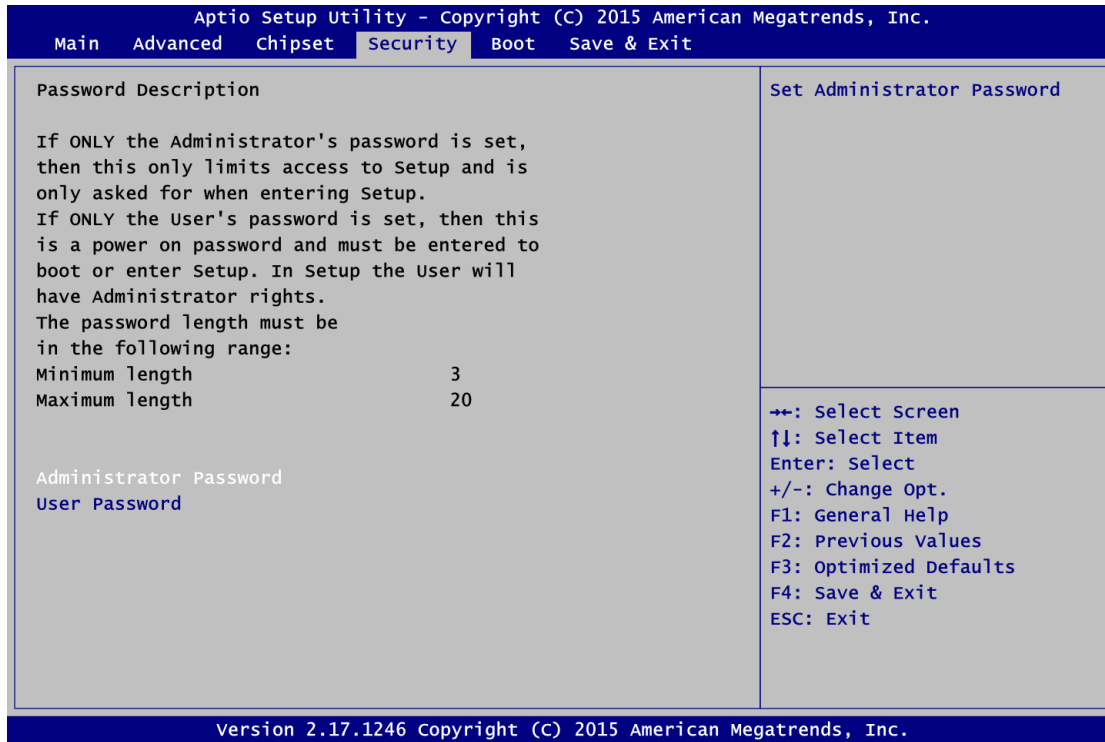 Aptio Setup Utility - Copyright (C) 2015 American Megatrends, Inc.
Main Advanced Chipset Security Boot Save & Exit
Password Description
If ONLY the Administrator's password is set,
then this only limits access to Setup and is
only asked for when entering Setup.
If ONLY the User's password is set, then this
is a power on password and must be entered to
boot or enter Setup. In Setup the User will
have Administrator rights.
The password length must be
in the following range:
Minimum length 3
Maximum length 20
Administrator Password
User Password
Set Administrator Password
→←: Select Screen
↑↓: Select Item
Enter: Select
+/-: Change Opt.
F1: General Help
F2: Previous Values
F3: Optimized Defaults
F4: Save & Exit
ESC: Exit
Version 2.17.1246 Copyright (C) 2015 American Megatrends, Inc.